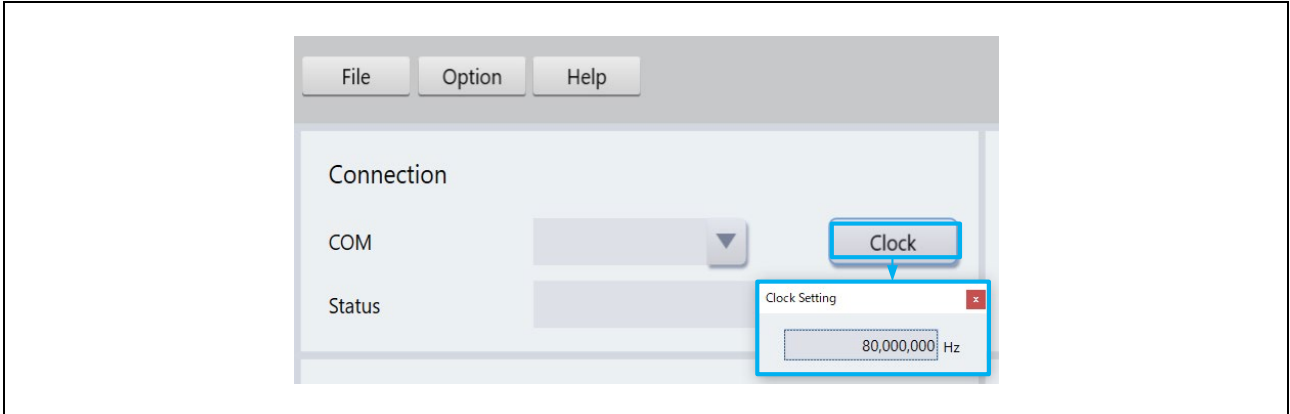 File Option Help
Connection
COM
Clock
Status
Clock Setting
x
80,000,000 Hz